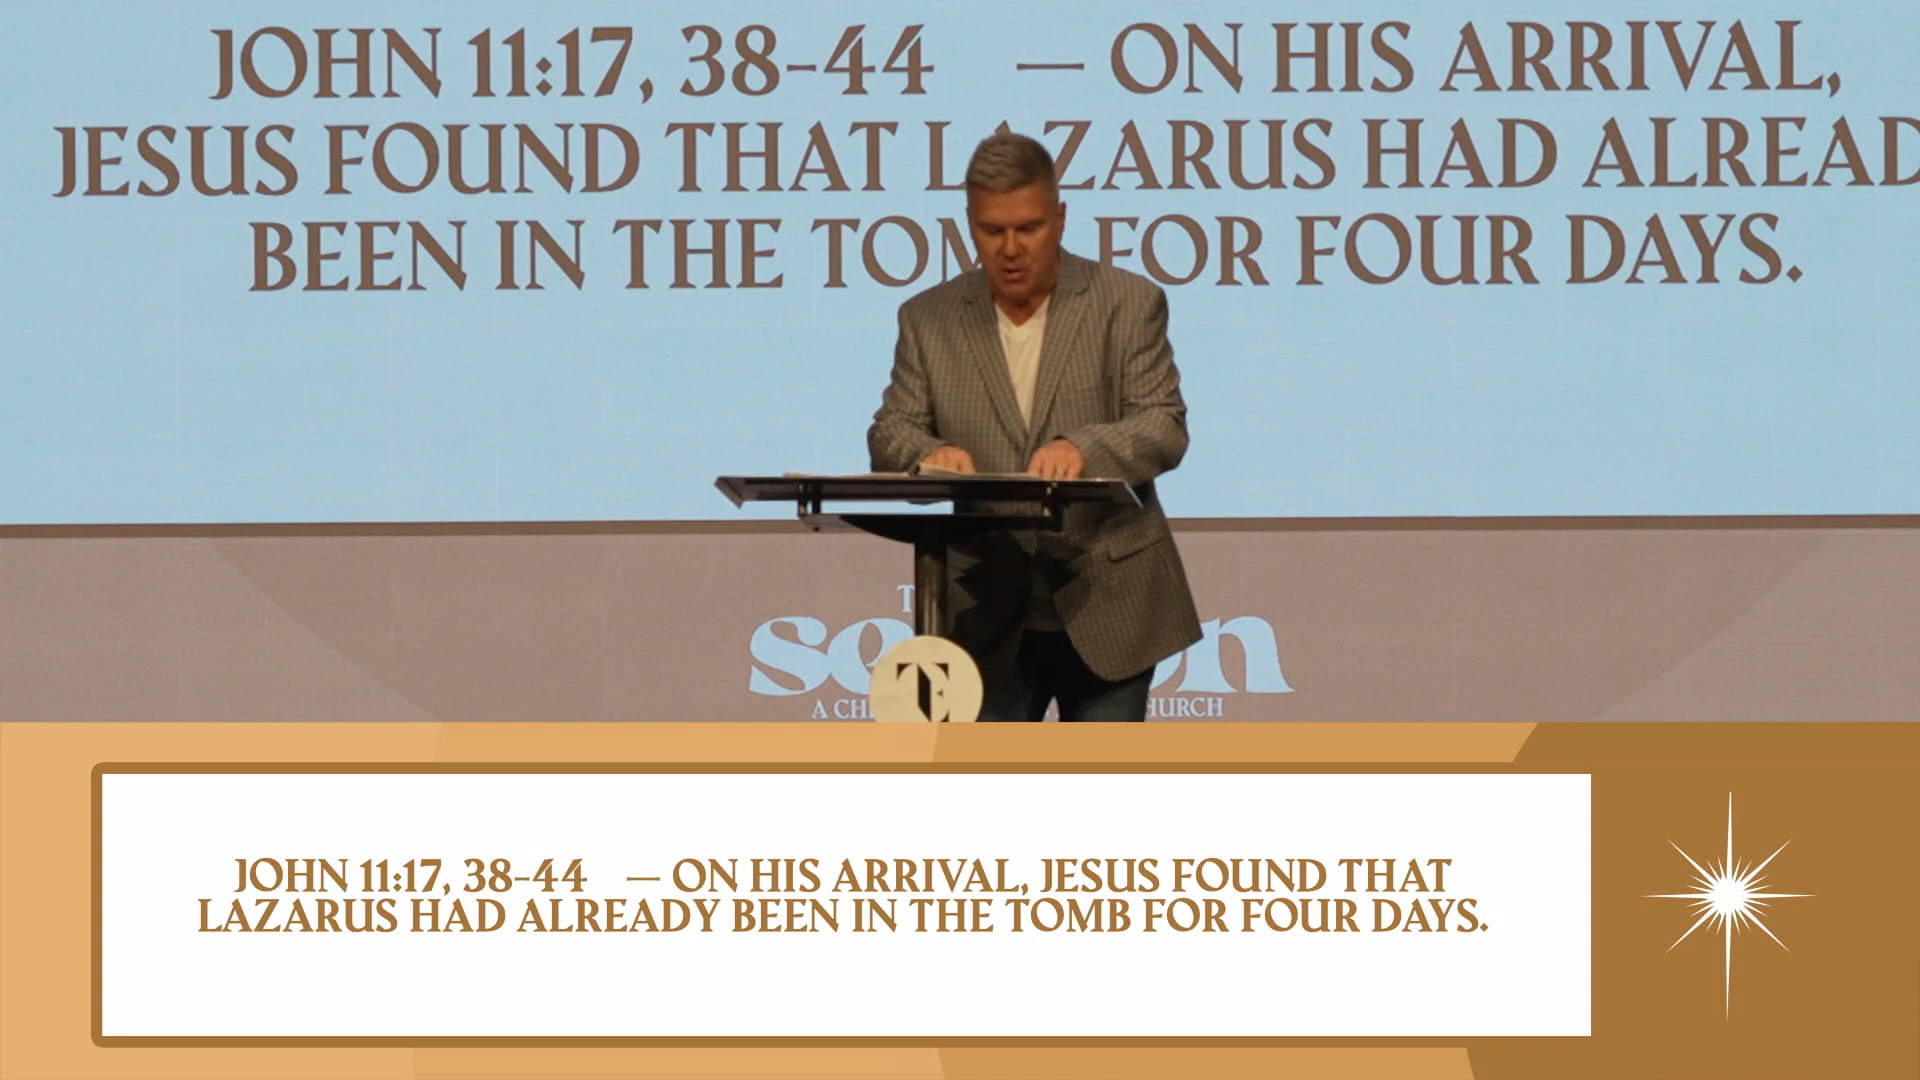 JOHN 11:17, 38-44 — ON HIS ARRIVAL,
JESUS FOUND THAT LAZARUS HAD ALREAD
BEEN IN THE TOM FOR FOUR DAYS.
A
JOHN 11:17, 38-44 — ON HIS ARRIVAL, JESUS FOUND THAT
LAZARUS HAD ALREADY BEEN IN THE TOMB FOR FOUR DAYS.